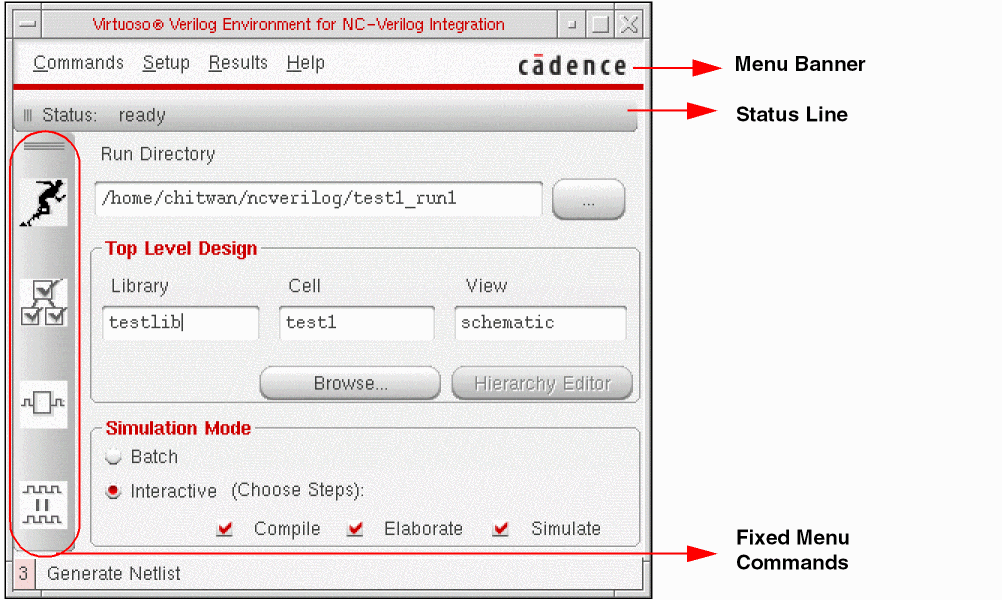 Virtuoso® Verilog Environment for NC-Verilog Integration
Commands Setup Results Help cādence
Menu Banner
Status: ready
Status Line
Run Directory
/home/chitwan/ncverilog/test1_run1 ...
Top Level Design
Library Cell View
testlib test1 schematic
Browse... Hierarchy Editor
Simulation Mode
Batch
Interactive (Choose Steps):
Compile Elaborate Simulate
Fixed Menu
Commands
3 Generate Netlist